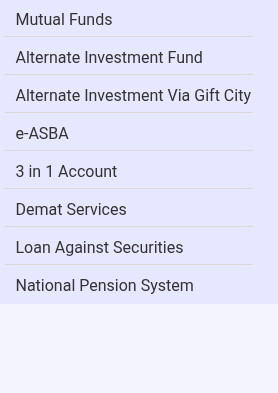 Mutual Funds
Alternate Investment Fund
Alternate Investment Via Gift City
e-ASBA
3 in 1 Account
Demat Services
Loan Against Securities
National Pension System